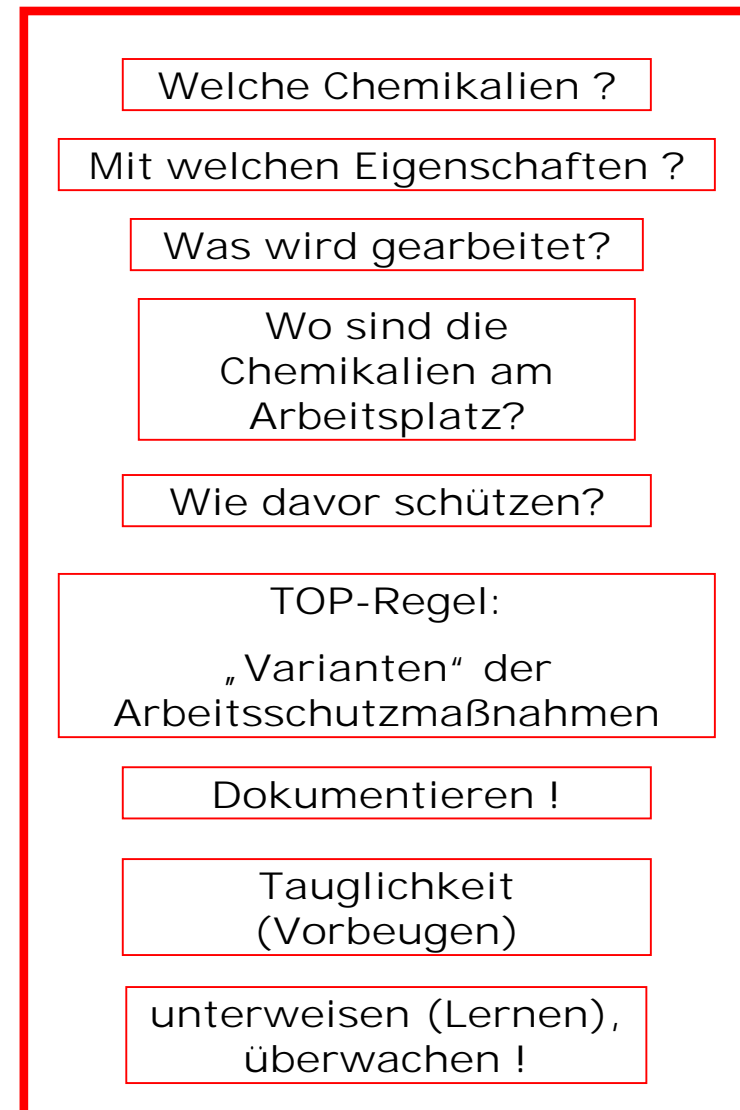 Welche Chemikalien ?
Mit welchen Eigenschaften ?
Was wird gearbeitet?
Wo sind die
Chemikalien am
Arbeitsplatz?
Wie davor schützen?
TOP-Regel:
„Varianten“ der
Arbeitsschutzmaßnahmen
Dokumentieren !
Tauglichkeit
(Vorbeugen)
unterweisen (Lernen),
überwachen !